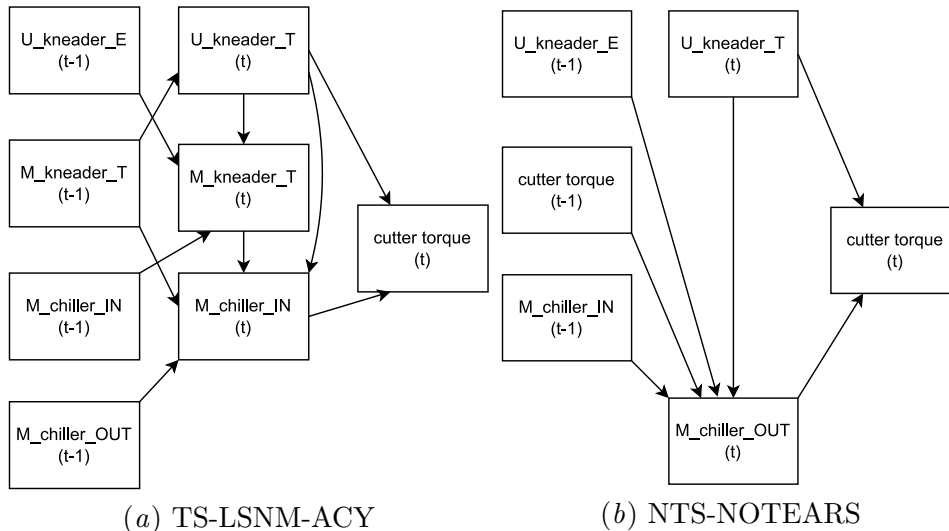 U_kneader_E
(t-1)
U_kneader_T
(t)
M_kneader_T
(t-1)
M_kneader_T
(t)
cutter torque
(t)
M_chiller_IN
(t-1)
M_chiller_IN
(t)
M_chiller_OUT
(t-1)
(a) TS-LSNM-ACY
U_kneader_E
(t-1)
U_kneader_T
(t)
cutter torque
(t-1)
cutter torque
(t)
M_chiller_IN
(t-1)
M_chiller_OUT
(t)
(b) NTS-NOTEARS